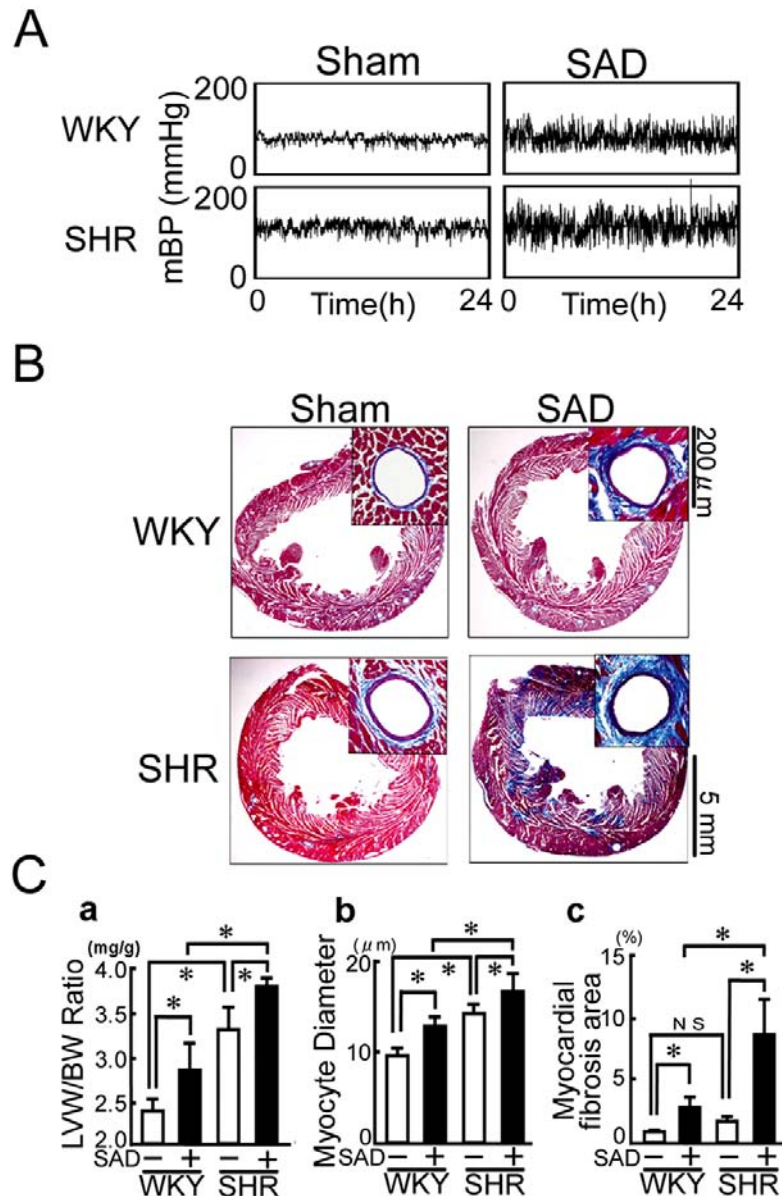 A
Sham SAD
WKY
200
0
SHR
200
0
mBP (mmHg)
0 Time(h) 24 0 Time(h) 24
B
Sham SAD
WKY
200 μm
SHR
5 mm
C
a
(mg/g)
LVW/BW Ratio
4.0
3.5
3.0
2.5
2.0
* * * *
SAD − + − +
WKY SHR
b
(μm)
Myocyte Diameter
20
10
0
* * * *
− + − +
WKY SHR
c
(%)
Myocardial
fibrosis area
15
10
5
0
NS * * *
SAD − + − +
WKY SHR